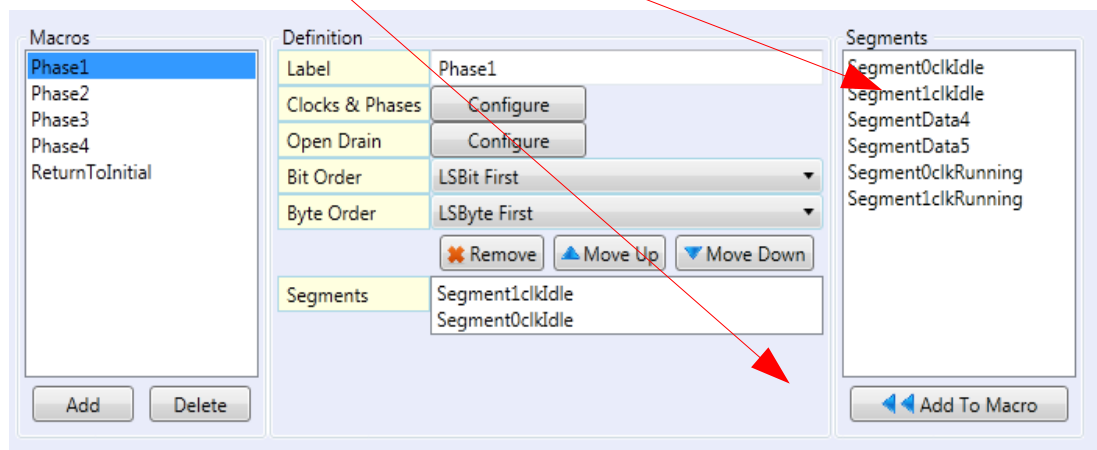 Macros
Phase1
Phase2
Phase3
Phase4
ReturnToInitial
Add Delete
Definition
Label Phase1
Clocks & Phases Configure
Open Drain Configure
Bit Order LSBit First
Byte Order LSByte First
Remove Move Up Move Down
Segments Segment1clkIdle
Segment0clkIdle
Segments
Segment0clkIdle
Segment1clkIdle
SegmentData4
SegmentData5
Segment0clkRunning
Segment1clkRunning
Add To Macro